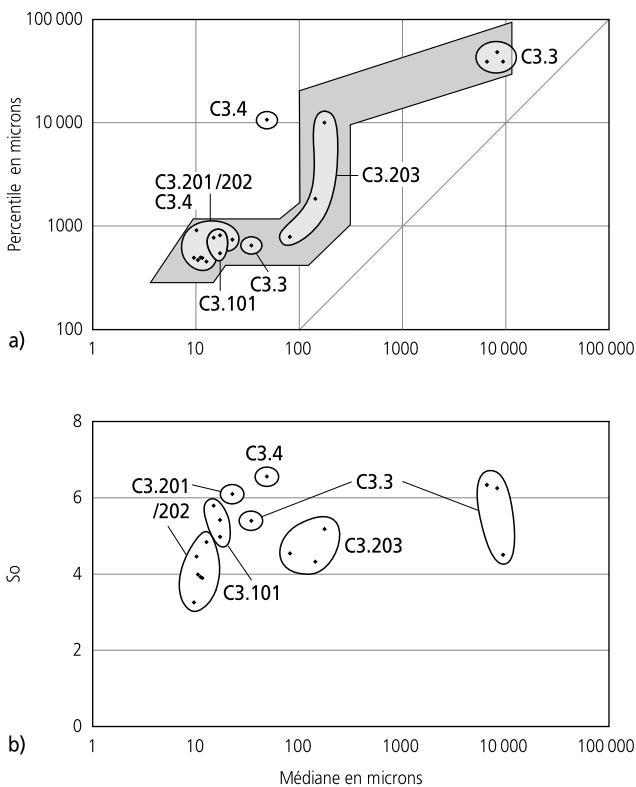 100 000
10 000
1000
100
Percentile en microns
C3.3
C3.4
C3.203
C3.201/202
C3.4
C3.3
C3.101
a)
1
10
100
1000
10 000
100 000
8
6
4
2
0
So
C3.4
C3.201
/202
C3.3
C3.203
C3.101
b)
1
10
100
1000
10 000
100 000
Médiane en microns